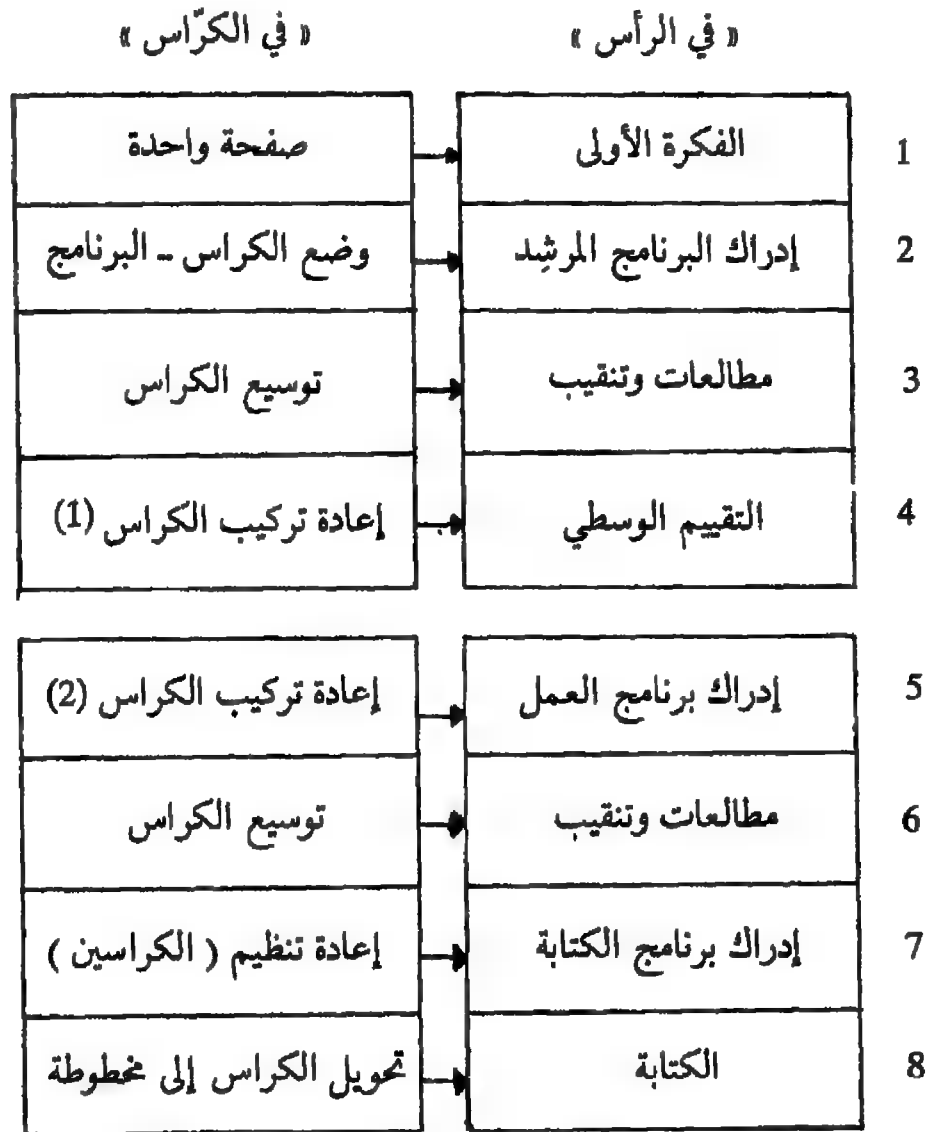 « في الرأس » « في الكرّاس »
1 الفكرة الأولى صفحة واحدة
2 إدراك البرنامج المرشِد وضع الكراس - البرنامج
3 مطالعات وتنقيب توسيع الكراس
4 التقييم الوسطي إعادة تركيب الكراس (1)
5 إدراك برنامج العمل إعادة تركيب الكراس (2)
6 مطالعات وتنقيب توسيع الكراس
7 إدراك برنامج الكتابة إعادة تنظيم ( الكراسين )
8 الكتابة تحويل الكراس إلى مخطوطة